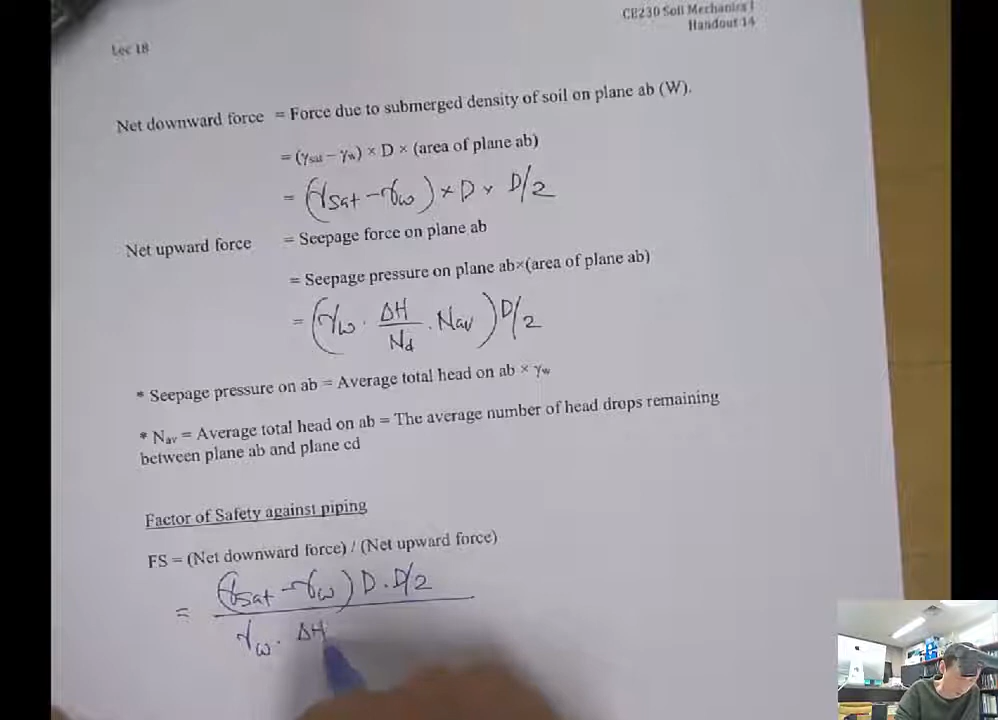 CE230 Soil Mechanics I
Handout 14
Lec 18
Net downward force = Force due to submerged density of soil on plane ab (W).
= (γsat – γw) × D × (area of plane ab)
= (γsat – γw) × D × D/2
Net upward force = Seepage force on plane ab
= Seepage pressure on plane ab×(area of plane ab)
= (γw · ΔH/Nd · Nav) D/2
* Seepage pressure on ab = Average total head on ab × γw
* Nav = Average total head on ab = The average number of head drops remaining
between plane ab and plane cd
Factor of Safety against piping
FS = (Net downward force) / (Net upward force)
= (γsat – γw) D · D/2
γw · ΔH